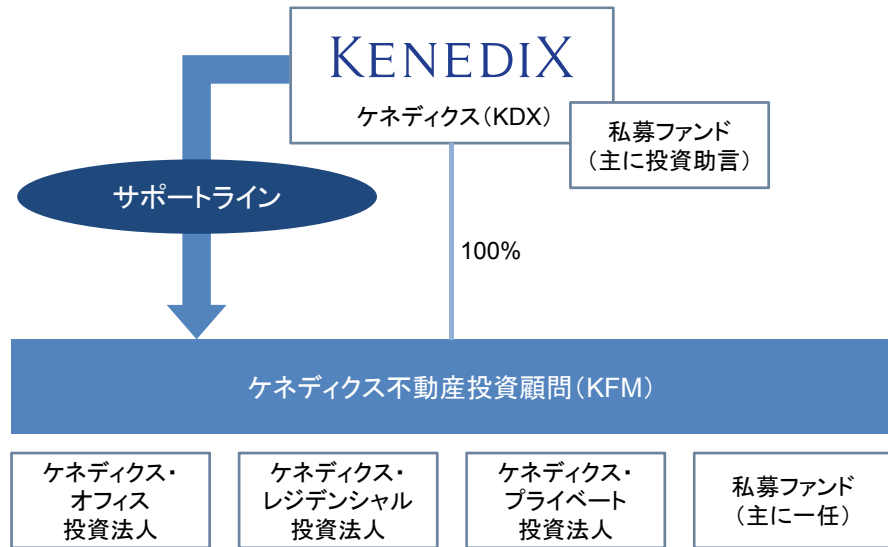 KENEDIX
ケネディクス（KDX）
私募ファンド
（主に投資助言）
サポートライン
100%
ケネディクス不動産投資顧問（KFM）
ケネディクス・
オフィス
投資法人
ケネディクス・
レジデンシャル
投資法人
ケネディクス・
プライベート
投資法人
私募ファンド
（主に一任）